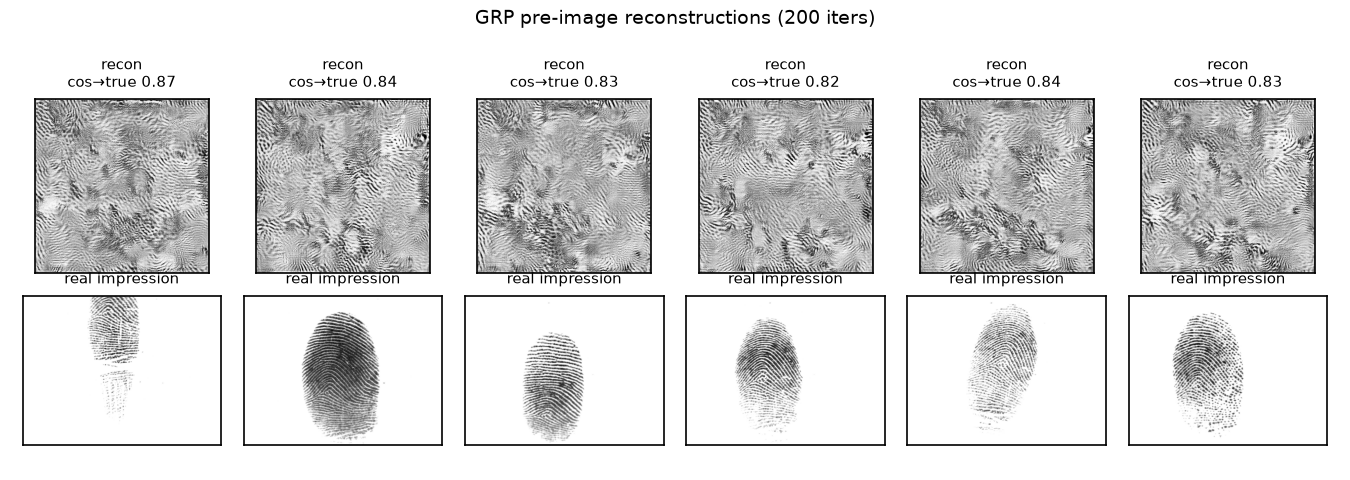 GRP pre-image reconstructions (200 iters)
recon
cos→true 0.87
recon
cos→true 0.84
recon
cos→true 0.83
recon
cos→true 0.82
recon
cos→true 0.84
recon
cos→true 0.83
real impression
real impression
real impression
real impression
real impression
real impression